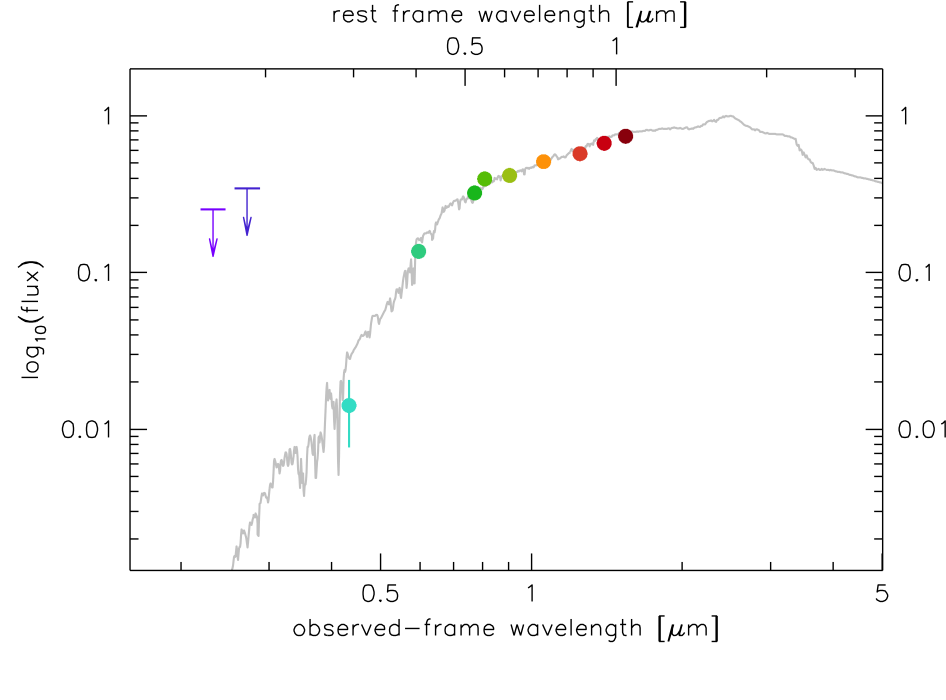 rest frame wavelength [μm]
0.5 1
1 1
0.1 0.1
0.01 0.01
log10(flux)
0.5 1 5
observed-frame wavelength [μm]